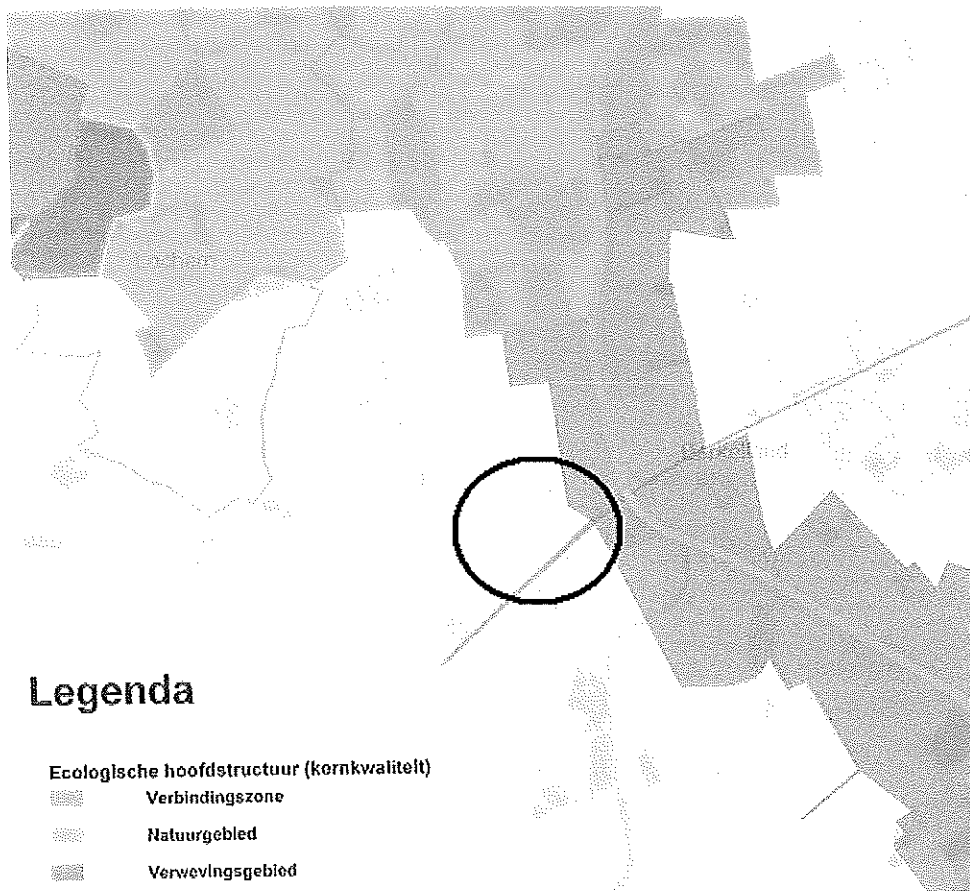 Legenda
Ecologische hoofdstructuur (kernkwaliteit)
Verbindingszone
Natuurgebied
Verwevingsgebied